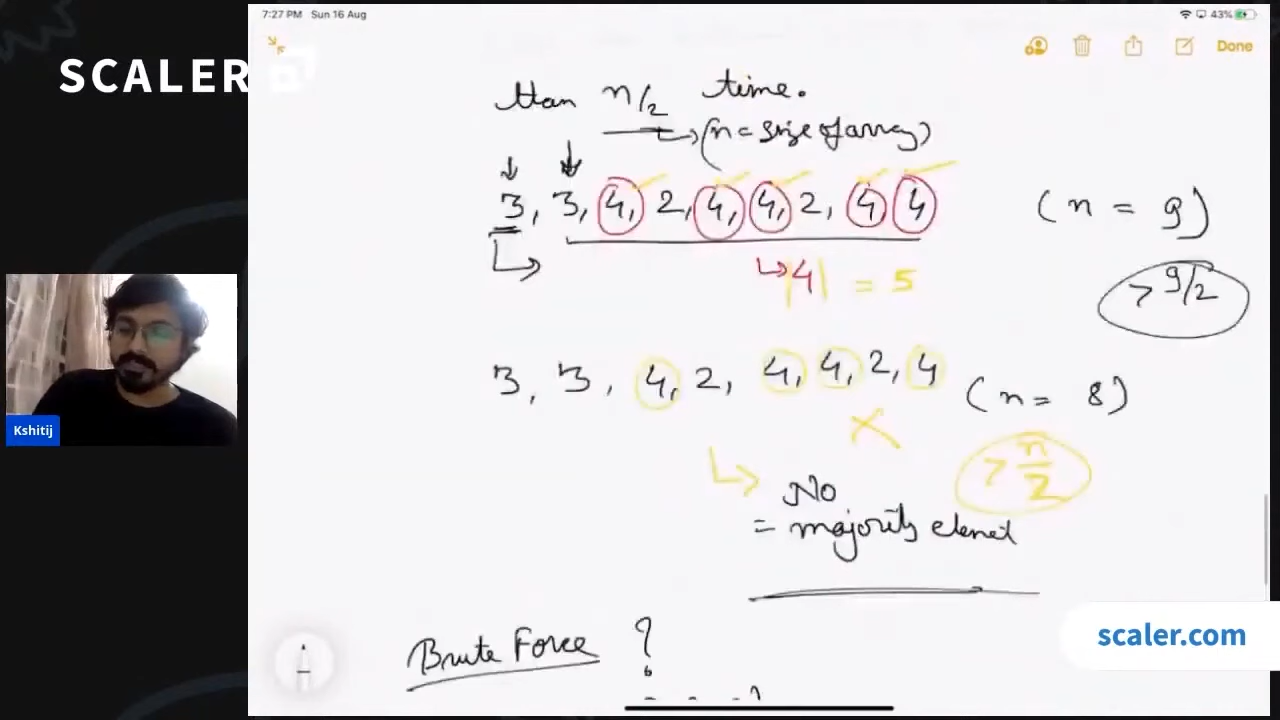 7:27 PM Sun 16 Aug
43%
SCALER
Done
than n/2 time.
(n = size of array)
3, 3, 4, 2, 4, 4, 2, 4 4
(n = 9)
|4| = 5
> 9/2
3, 3, 4, 2, 4, 4, 2, 4 (n = 8)
> n/2
No
= majority element
Kshitij
scaler.com
Brute Force ?